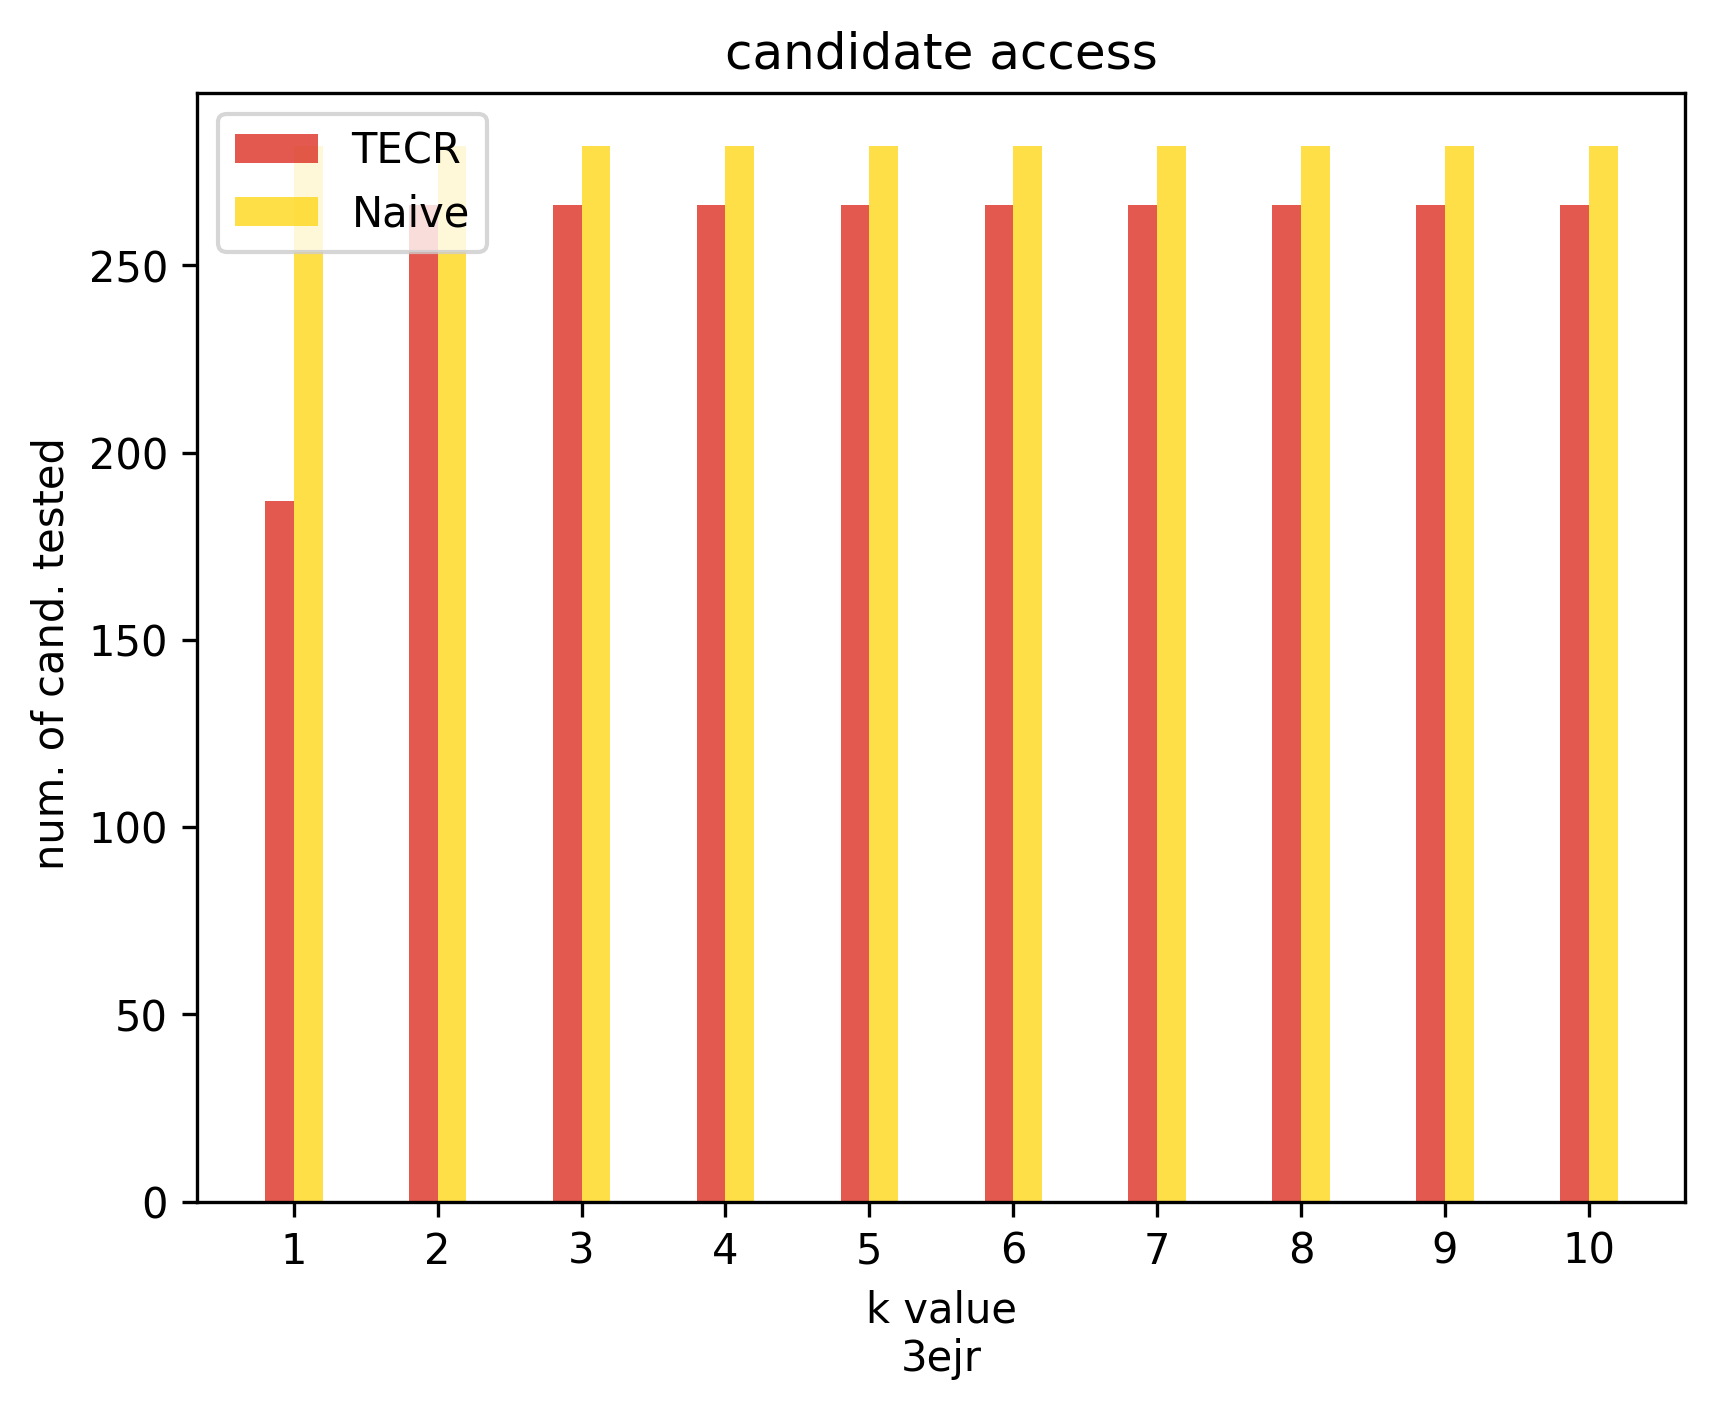 candidate access
TECR
Naive
250
200
150
100
50
0
num. of cand. tested
1 2 3 4 5 6 7 8 9 10
k value
3ejr